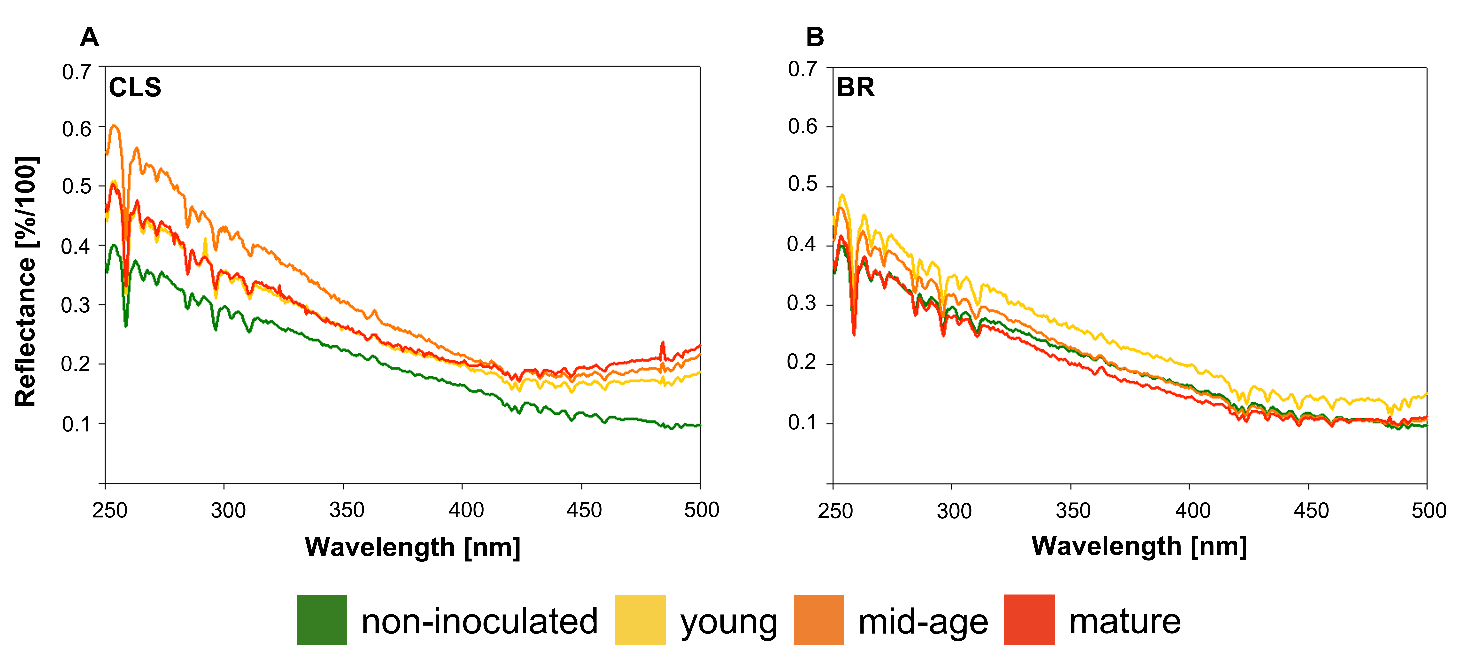 A
B
CLS
BR
0.7
0.6
0.5
0.4
0.3
0.2
0.1
0.7
0.6
0.5
0.4
0.3
0.2
0.1
Reflectance [%/100]
250 300 350 400 450 500
250 300 350 400 450 500
Wavelength [nm]
Wavelength [nm]
non-inoculated young mid-age mature